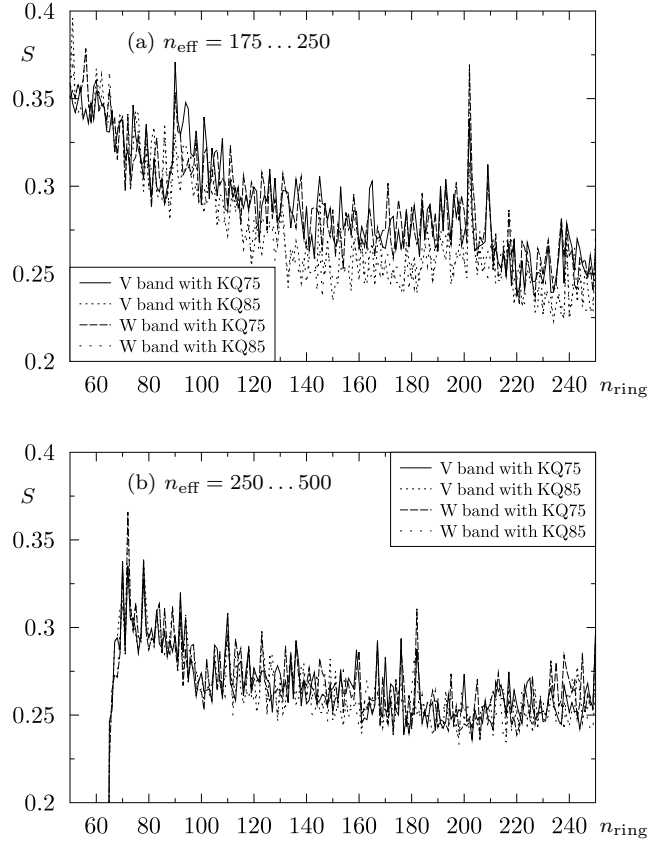 (a) n_eff = 175 . . . 250
S
0.4
0.35
0.3
0.25
0.2
V band with KQ75
V band with KQ85
W band with KQ75
W band with KQ85
60 80 100 120 140 160 180 200 220 240 n_ring
(b) n_eff = 250 . . . 500
S
0.4
0.35
0.3
0.25
0.2
V band with KQ75
V band with KQ85
W band with KQ75
W band with KQ85
60 80 100 120 140 160 180 200 220 240 n_ring